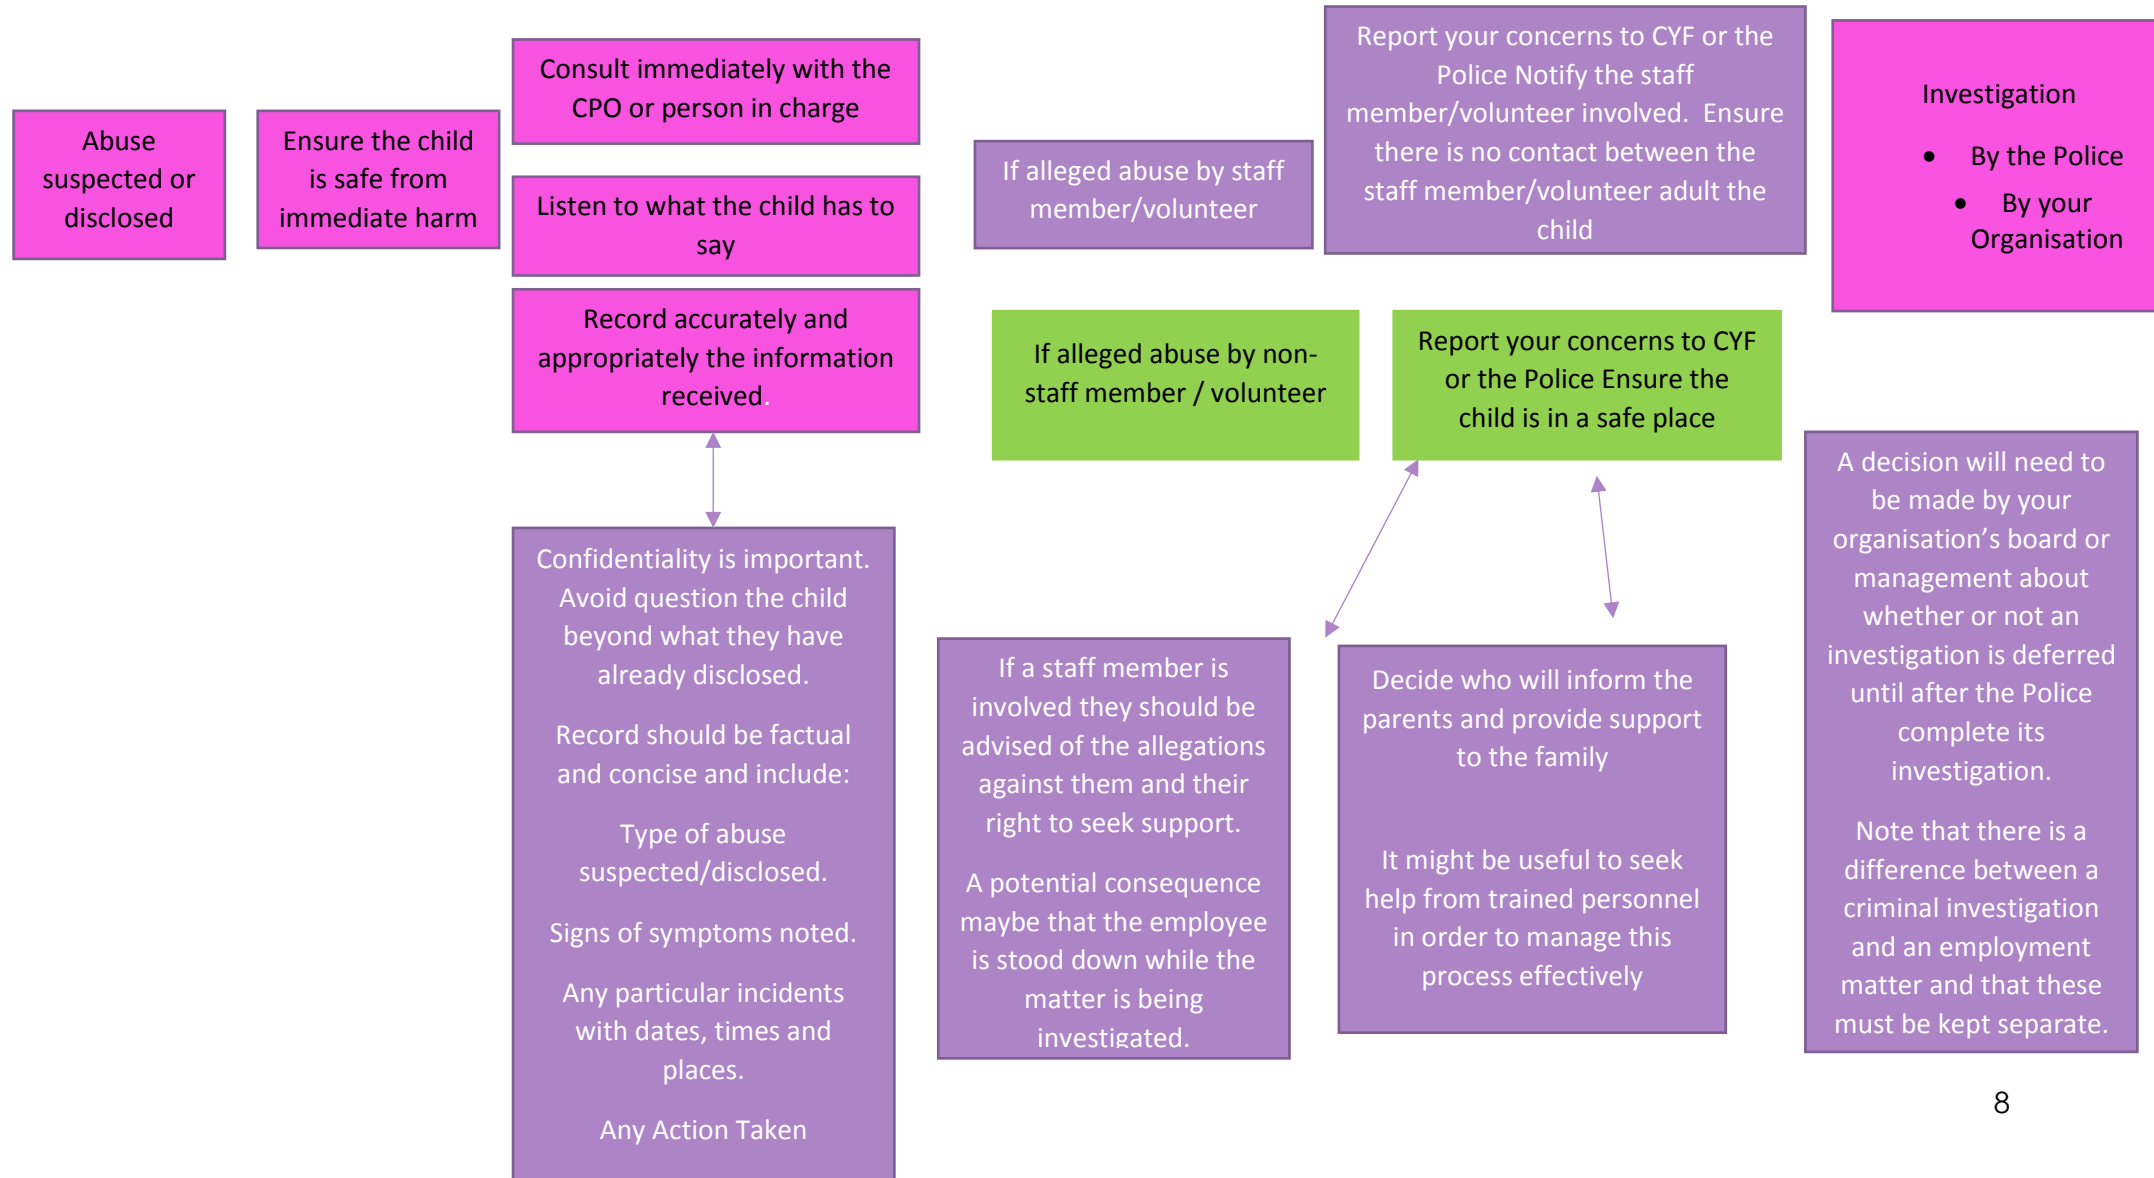 Abuse
suspected or
disclosed
Ensure the child
is safe from
immediate harm
Consult immediately with the
CPO or person in charge
Listen to what the child has to
say
Record accurately and
appropriately the information
received.
Confidentiality is important.
Avoid question the child
beyond what they have
already disclosed.
Record should be factual
and concise and include:
Type of abuse
suspected/disclosed.
Signs of symptoms noted.
Any particular incidents
with dates, times and
places.
Any Action Taken
If alleged abuse by staff
member/volunteer
Report your concerns to CYF or the
Police Notify the staff
member/volunteer involved.  Ensure
there is no contact between the
staff member/volunteer adult the
child
If alleged abuse by non-
staff member / volunteer
Report your concerns to CYF
or the Police Ensure the
child is in a safe place
If a staff member is
involved they should be
advised of the allegations
against them and their
right to seek support.
A potential consequence
maybe that the employee
is stood down while the
matter is being
investigated.
Decide who will inform the
parents and provide support
to the family
It might be useful to seek
help from trained personnel
in order to manage this
process effectively
Investigation
• By the Police
• By your
Organisation
A decision will need to
be made by your
organisation’s board or
management about
whether or not an
investigation is deferred
until after the Police
complete its
investigation.
Note that there is a
difference between a
criminal investigation
and an employment
matter and that these
must be kept separate.
8